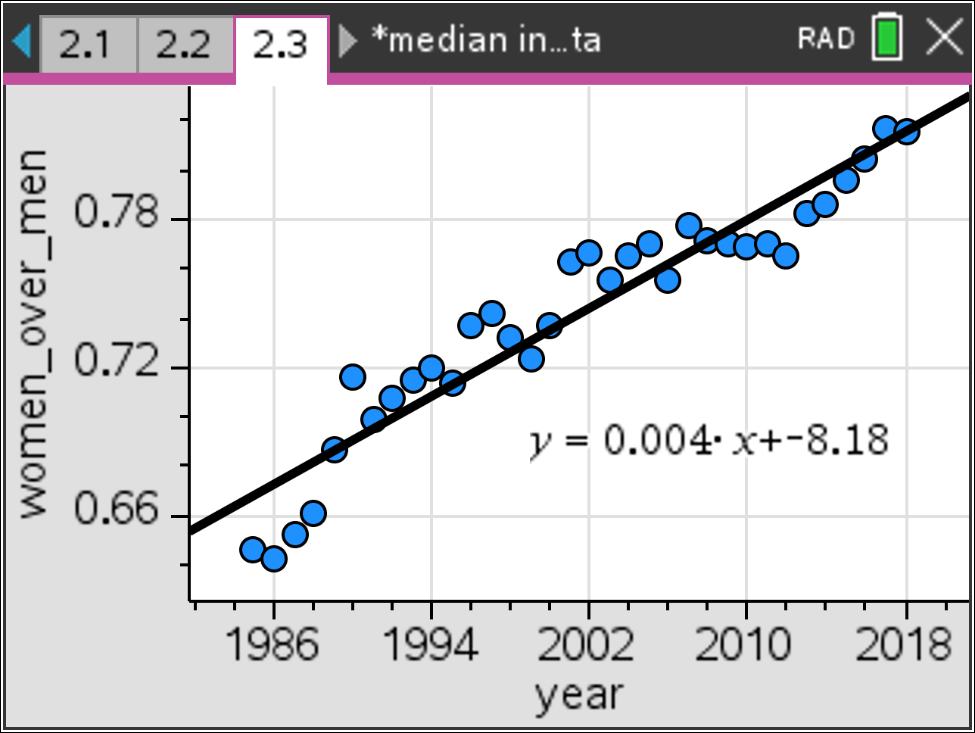 2.1 2.2 2.3 *median in...ta RAD
women_over_men
0.78
0.72
0.66
y = 0.004· x+-8.18
1986 1994 2002 2010 2018
year